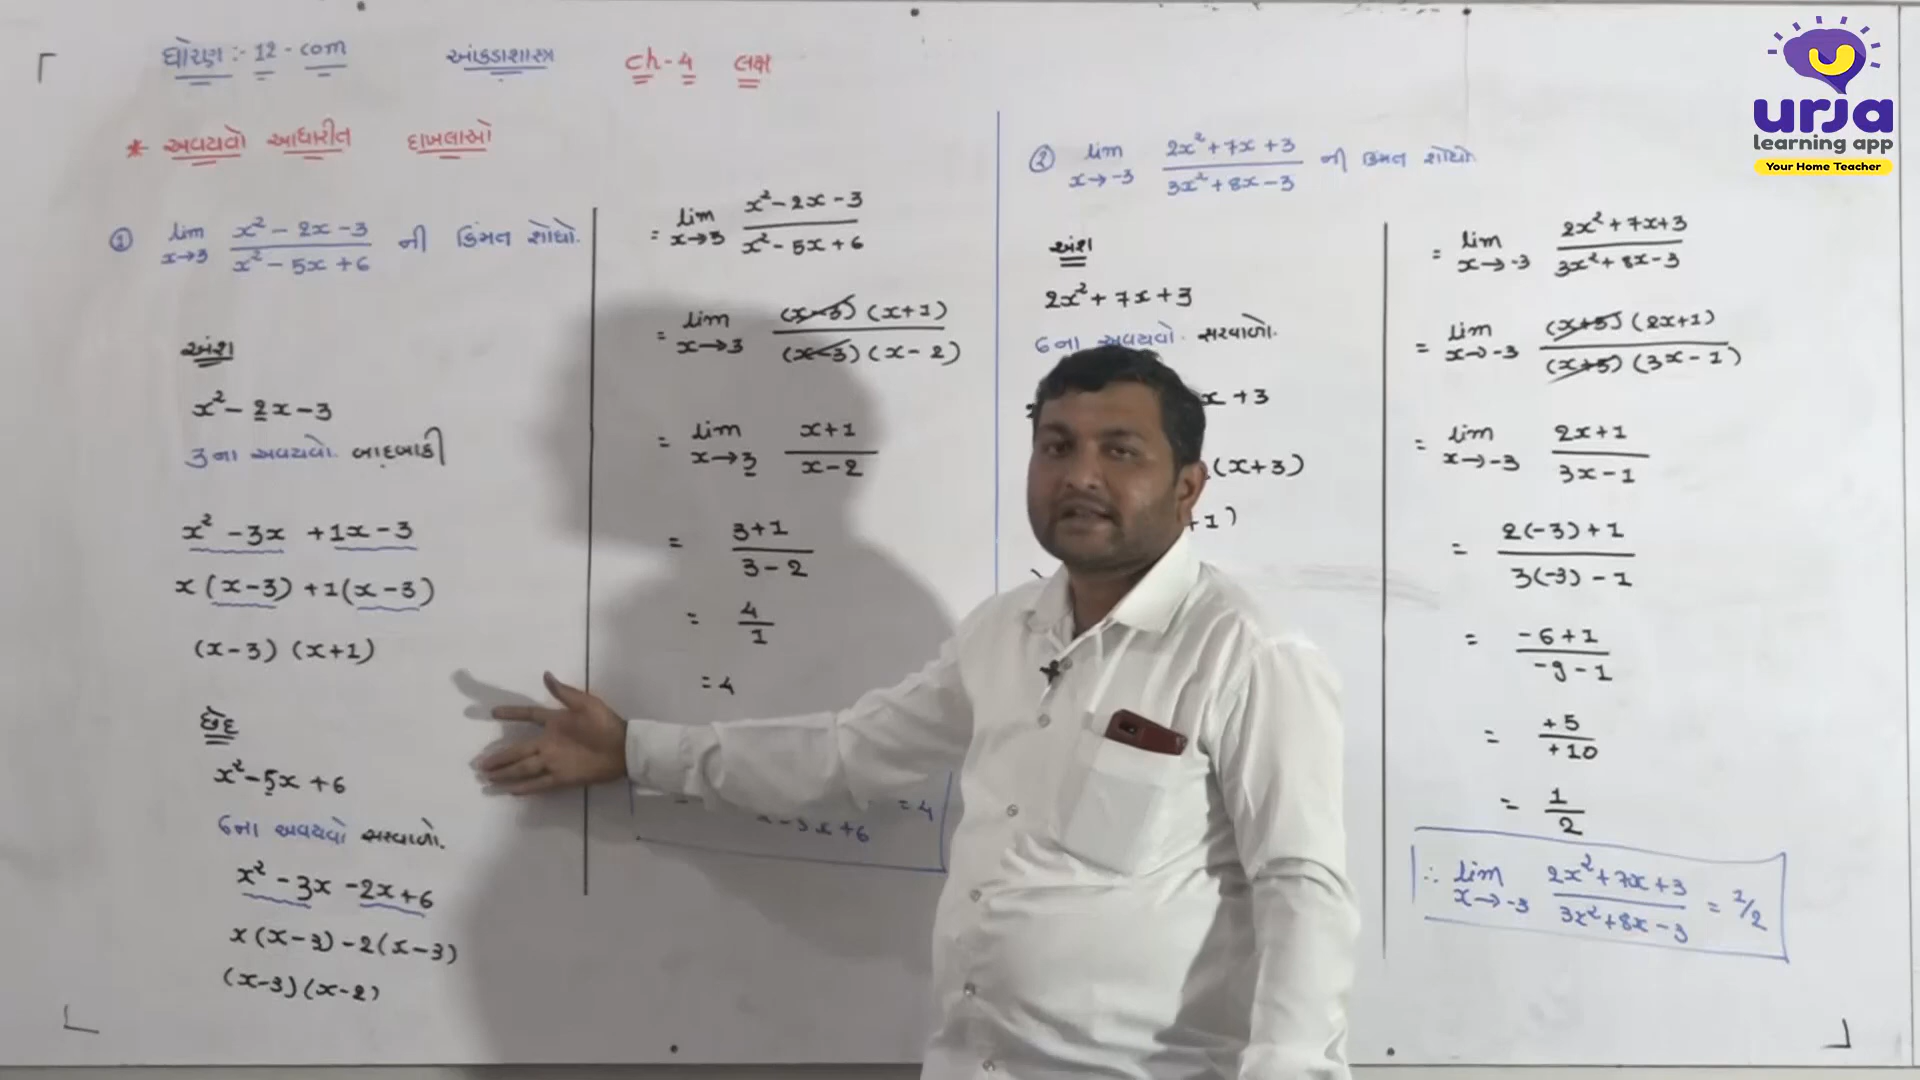 ધોરણ :- 12 - com આંકડાશાસ્ત્ર ch-4 લક્ષ
* અવયવો આધારીત દાખલાઓ
① lim x→3 x² - 2x - 3 / x² - 5x + 6 ની કિંમત શોધો.
અંશ
x² - 2x - 3
3ના અવયવો બાદબાકી
x² - 3x + 1x - 3
x (x-3) + 1 (x-3)
(x-3) (x+1)
છેદ
x² - 5x + 6
6ના અવયવો સરવાળો.
x² - 3x - 2x + 6
x (x-3) - 2 (x-3)
(x-3) (x-2)
= lim x→3 x² - 2x - 3 / x² - 5x + 6
= lim x→3 (x-3) (x+1) / (x-3) (x-2)
= lim x→3 x+1 / x-2
= 3+1 / 3-2
= 4 / 1
= 4
x + 6 = 4
② lim x→-3 2x² + 7x + 3 / 3x² + 8x - 3 ની કિંમત શોધો
અંશ
2x² + 7x + 3
6ના અવયવો સરવાળો.
x + 3
(x+3)
+1)
= lim x→-3 2x² + 7x + 3 / 3x² + 8x - 3
= lim x→-3 (x+3) (2x+1) / (x+3) (3x-1)
= lim x→-3 2x+1 / 3x-1
= 2(-3) + 1 / 3(-3) - 1
= -6+1 / -9-1
= +5 / +10
= 1 / 2
∴ lim x→-3 2x² + 7x + 3 / 3x² + 8x - 3 = 1/2
urja
learning app
Your Home Teacher